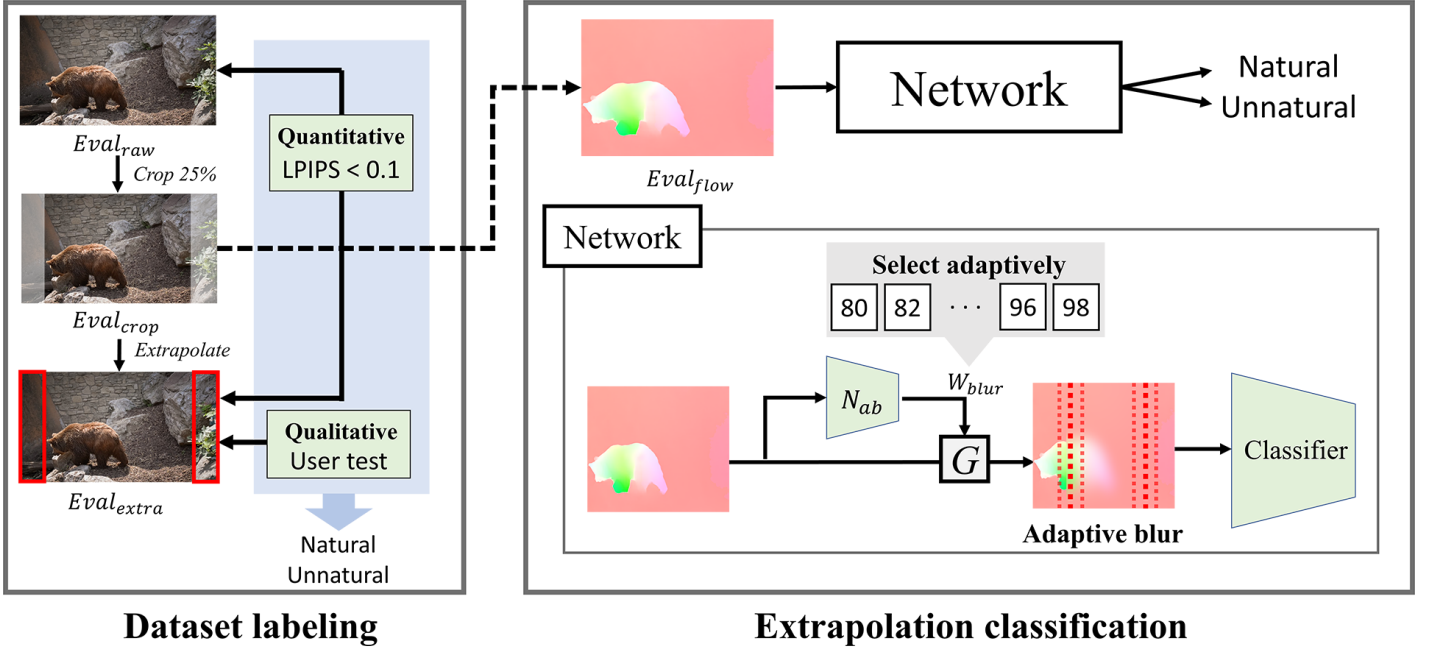 Eval_raw
Crop 25%
Eval_crop
Extrapolate
Eval_extra
Quantitative
LPIPS < 0.1
Qualitative
User test
Natural
Unnatural
Dataset labeling
Eval_flow
Network
Natural
Unnatural
Network
Select adaptively
80 82 · · · 96 98
N_ab
W_blur
G
Adaptive blur
Classifier
Extrapolation classification